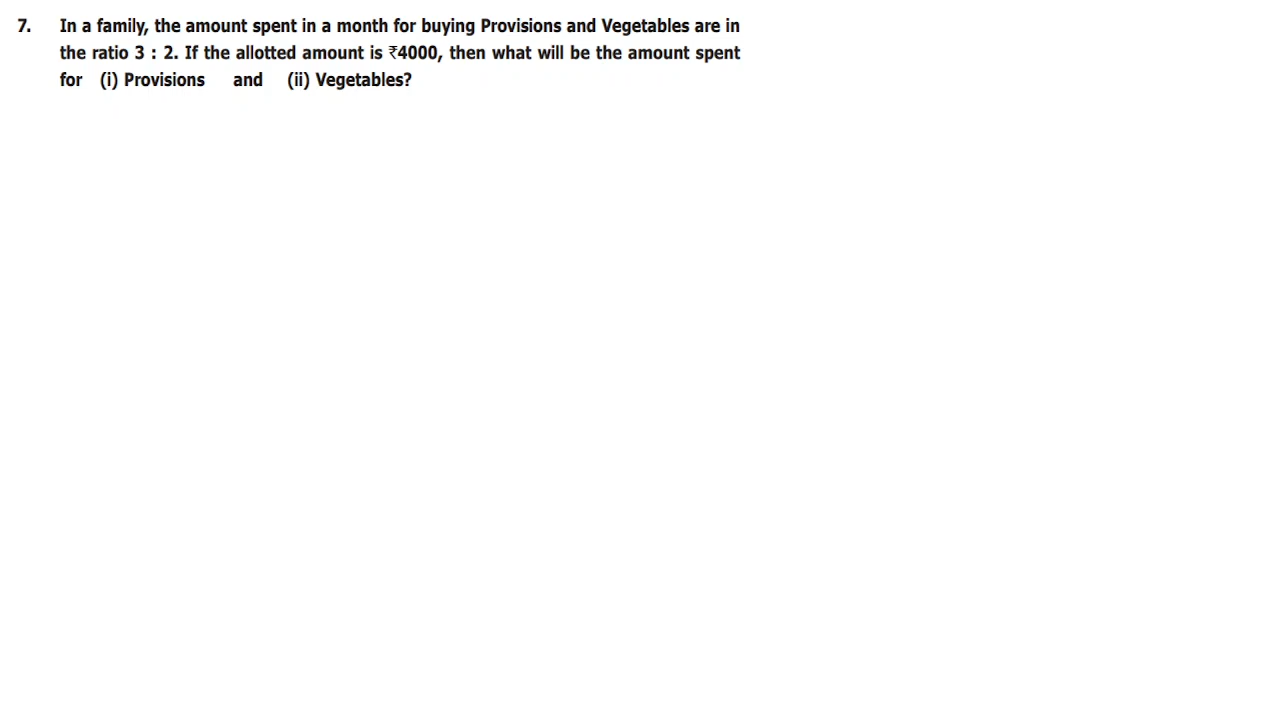 7. In a family, the amount spent in a month for buying Provisions and Vegetables are in
the ratio 3 : 2. If the allotted amount is ₹4000, then what will be the amount spent
for (i) Provisions and (ii) Vegetables?